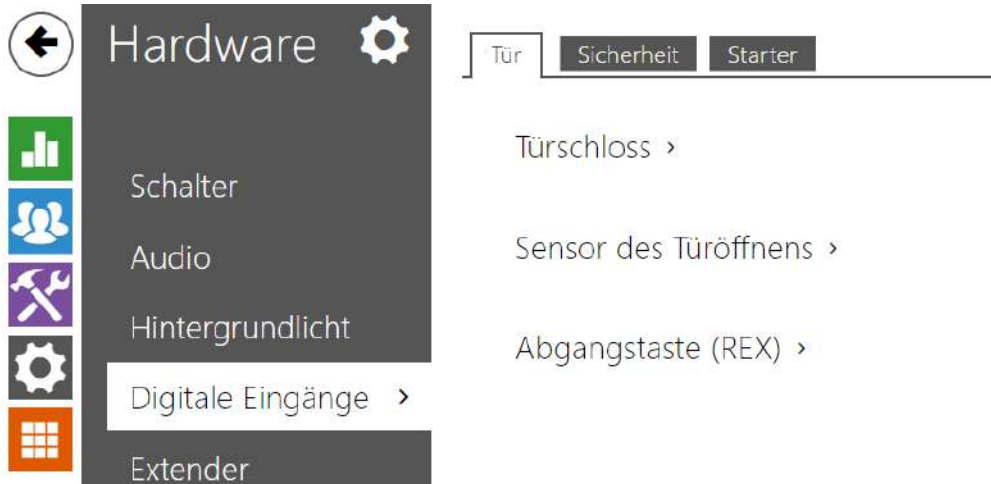 Hardware
Schalter
Audio
Hintergrundlicht
Digitale Eingänge >
Extender
Tür
Sicherheit
Starter
Türschloss >
Sensor des Türöffnens >
Abgangstaste (REX) >